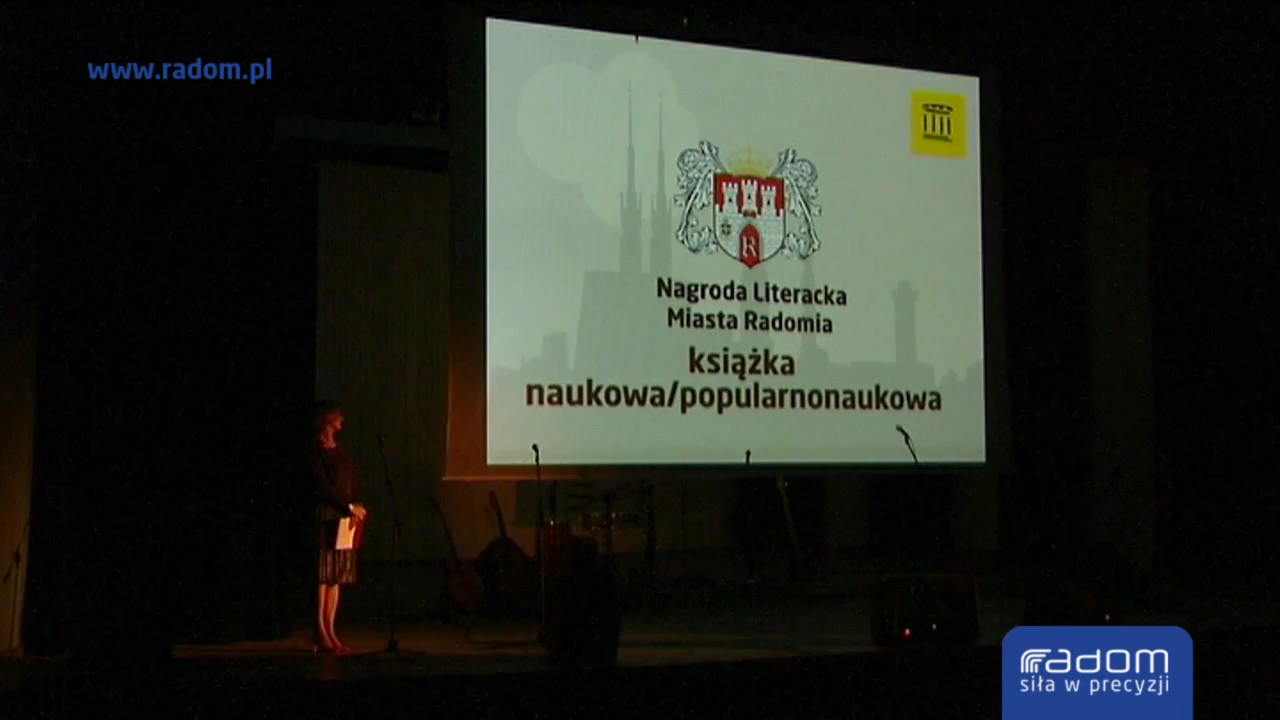 www.radom.pl
R
Nagroda Literacka
Miasta Radomia
książka
naukowa/popularnonaukowa
radom
siła w precyzji